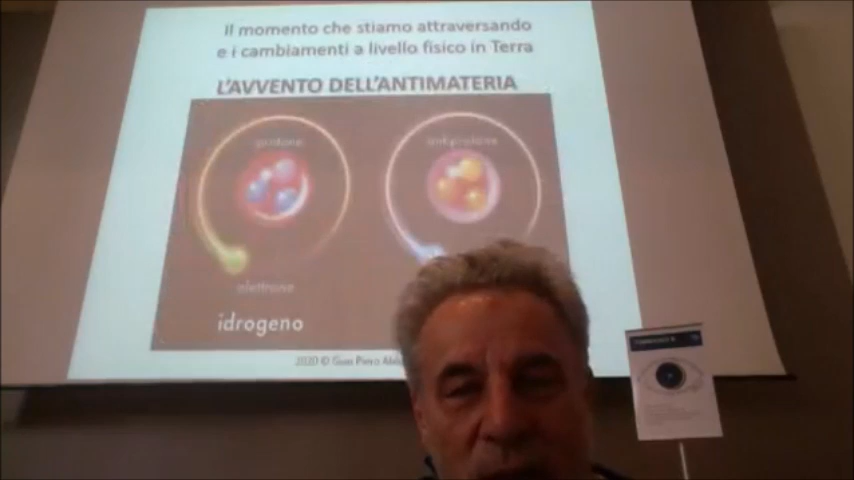 Il momento che stiamo attraversando
e i cambiamenti a livello fisico in Terra
L'AVVENTO DELL'ANTIMATERIA
protone
antiprotone
elettrone
idrogeno
2020 © Gian Piero